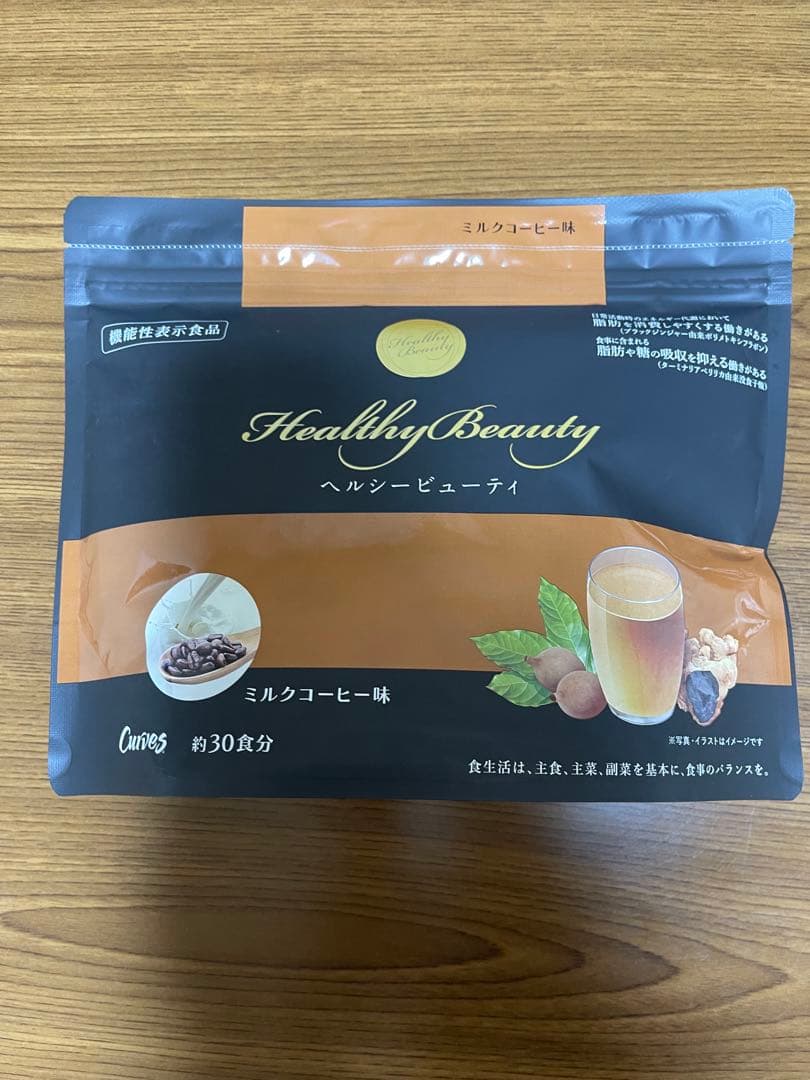 ミルクコーヒー味
機能性表示食品
Healthy
Beauty
日常活動時のエネルギー代謝において
脂肪を消費しやすくする働きがある
(ブラックジンジャー由来ポリメトキシフラボン)
食事に含まれる
脂肪や糖の吸収を抑える働きがある
(ターミナリアベリリカ由来没食子酸)
Healthy Beauty
ヘルシービューティ
ミルクコーヒー味
Curves 約30食分
※写真・イラストはイメージです
食生活は、主食、主菜、副菜を基本に、食事のバランスを。